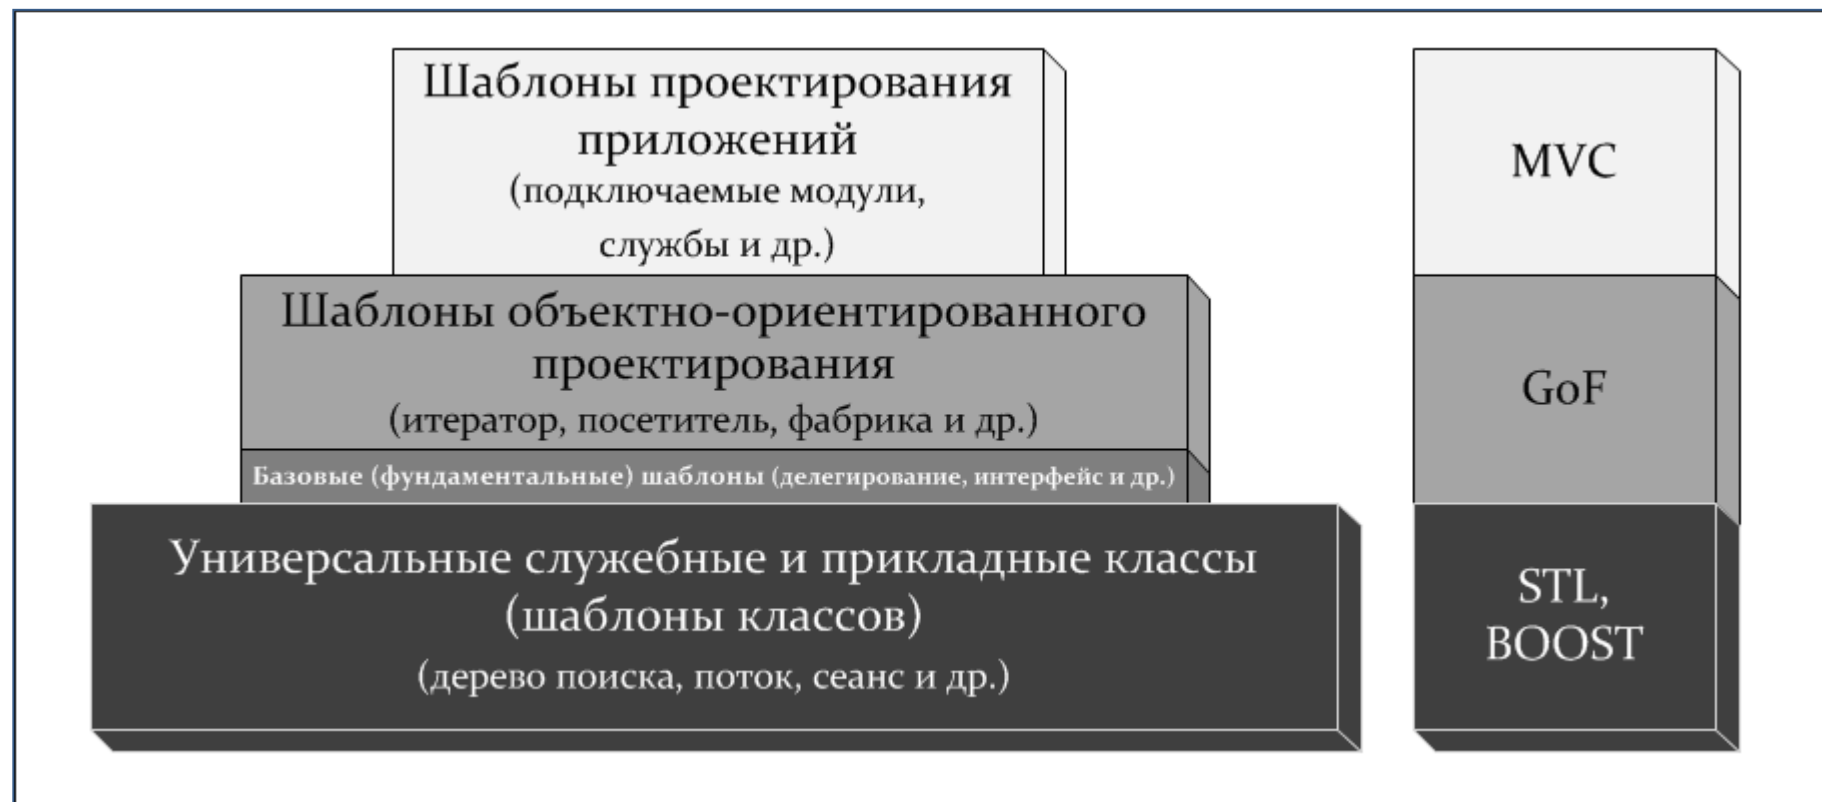 Шаблоны проектирования
приложений
(подключаемые модули,
службы и др.)
Шаблоны объектно-ориентированного
проектирования
(итератор, посетитель, фабрика и др.)
Базовые (фундаментальные) шаблоны (делегирование, интерфейс и др.)
Универсальные служебные и прикладные классы
(шаблоны классов)
(дерево поиска, поток, сеанс и др.)
MVC
GoF
STL,
BOOST